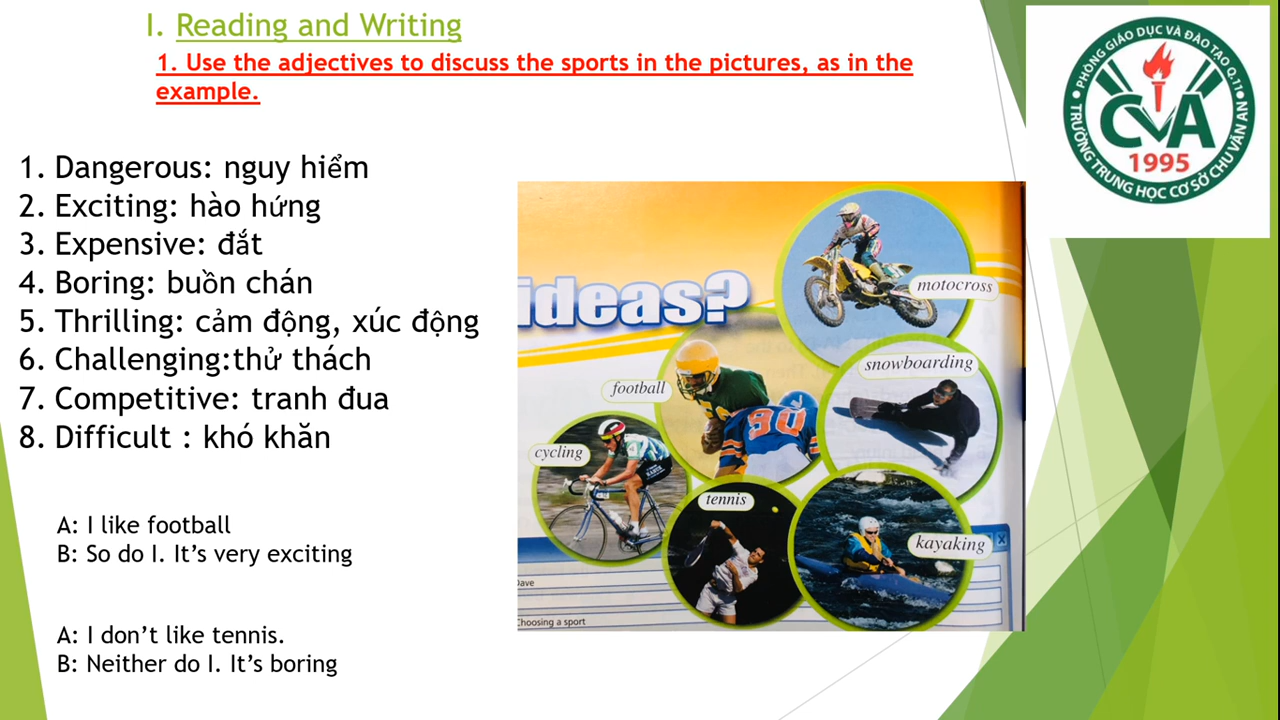 I. Reading and Writing
1. Use the adjectives to discuss the sports in the pictures, as in the
example.
PHÒNG GIÁO DỤC VÀ ĐÀO TẠO Q.11
CVA
1995
TRƯỜNG TRUNG HỌC CƠ SỞ CHU VĂN AN
1. Dangerous: nguy hiểm
2. Exciting: hào hứng
3. Expensive: đắt
4. Boring: buồn chán
5. Thrilling: cảm động, xúc động
6. Challenging:thử thách
7. Competitive: tranh đua
8. Difficult : khó khăn
A: I like football
B: So do I. It’s very exciting
A: I don’t like tennis.
B: Neither do I. It’s boring
ideas?
motocross
snowboarding
football
90
cycling
tennis
kayaking
X
Dave
Choosing a sport